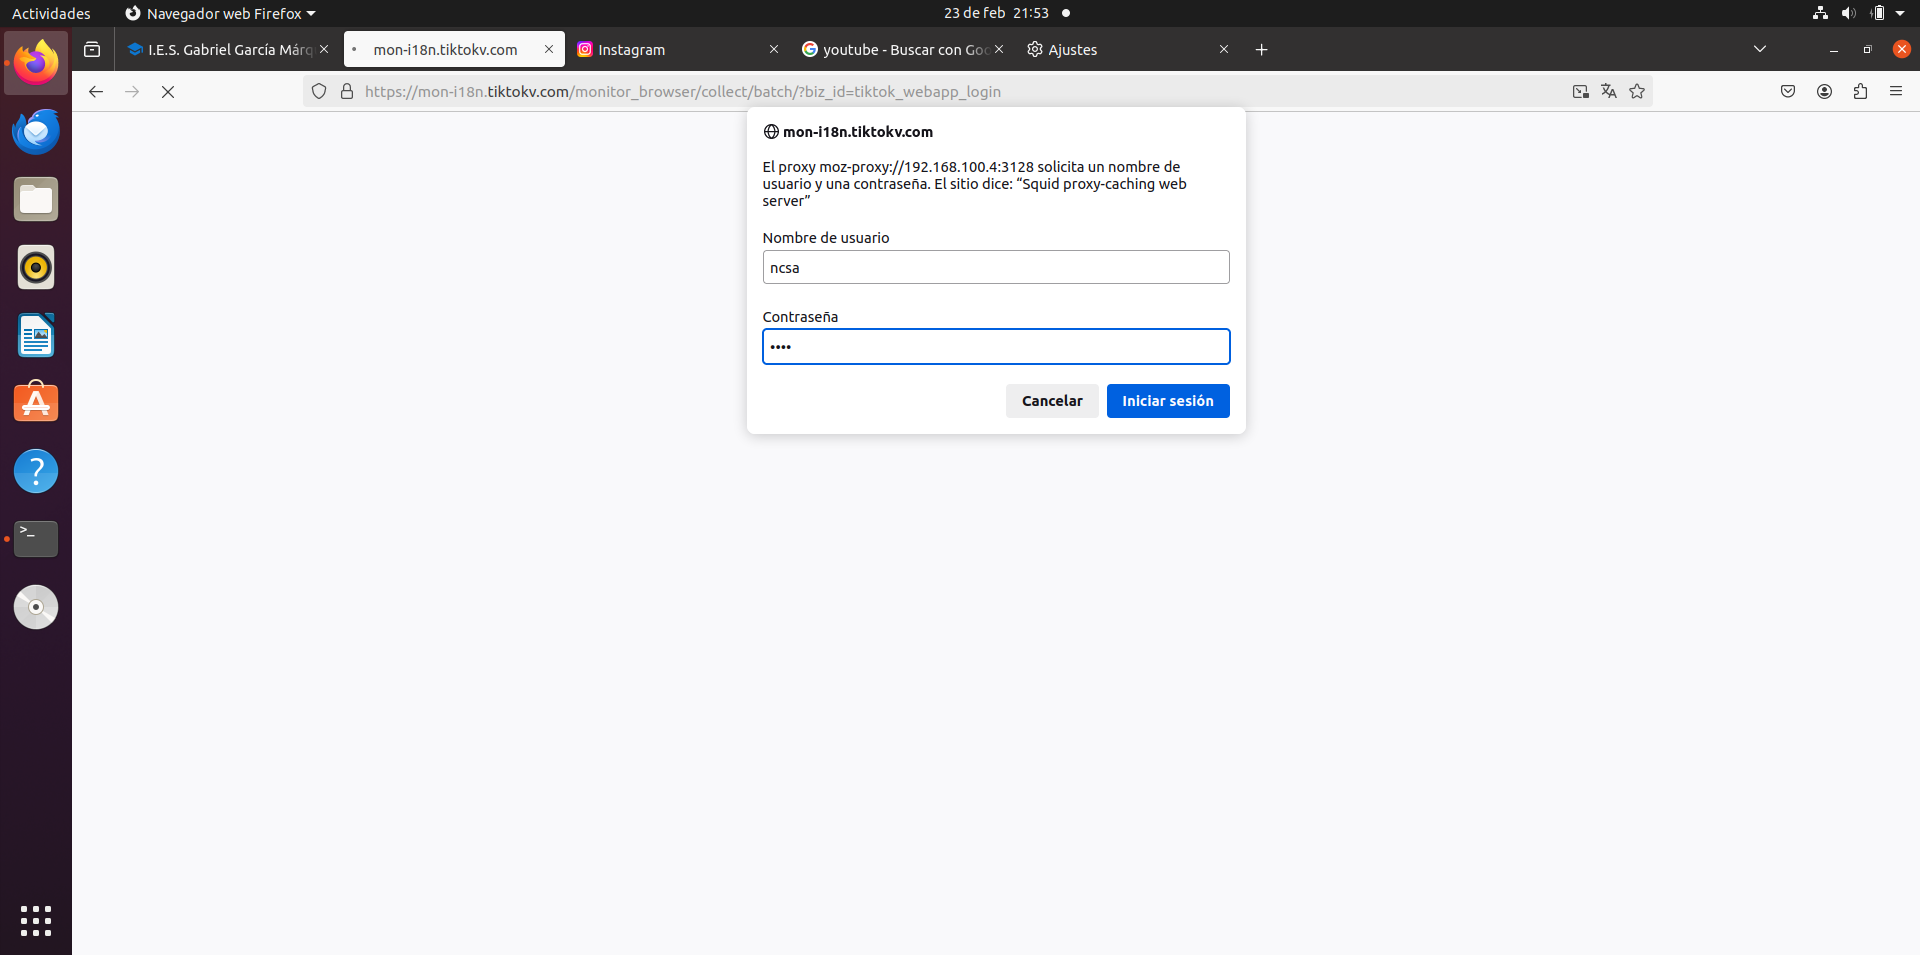 Actividades
Navegador web Firefox
23 de feb 21:53
I.E.S. Gabriel García Márq
mon-i18n.tiktokv.com
Instagram
youtube - Buscar con Goo
Ajustes
https://mon-i18n.tiktokv.com/monitor_browser/collect/batch/?biz_id=tiktok_webapp_login
mon-i18n.tiktokv.com
El proxy moz-proxy://192.168.100.4:3128 solicita un nombre de
usuario y una contraseña. El sitio dice: “Squid proxy-caching web
server”
Nombre de usuario
ncsa
Contraseña
••••
Cancelar
Iniciar sesión